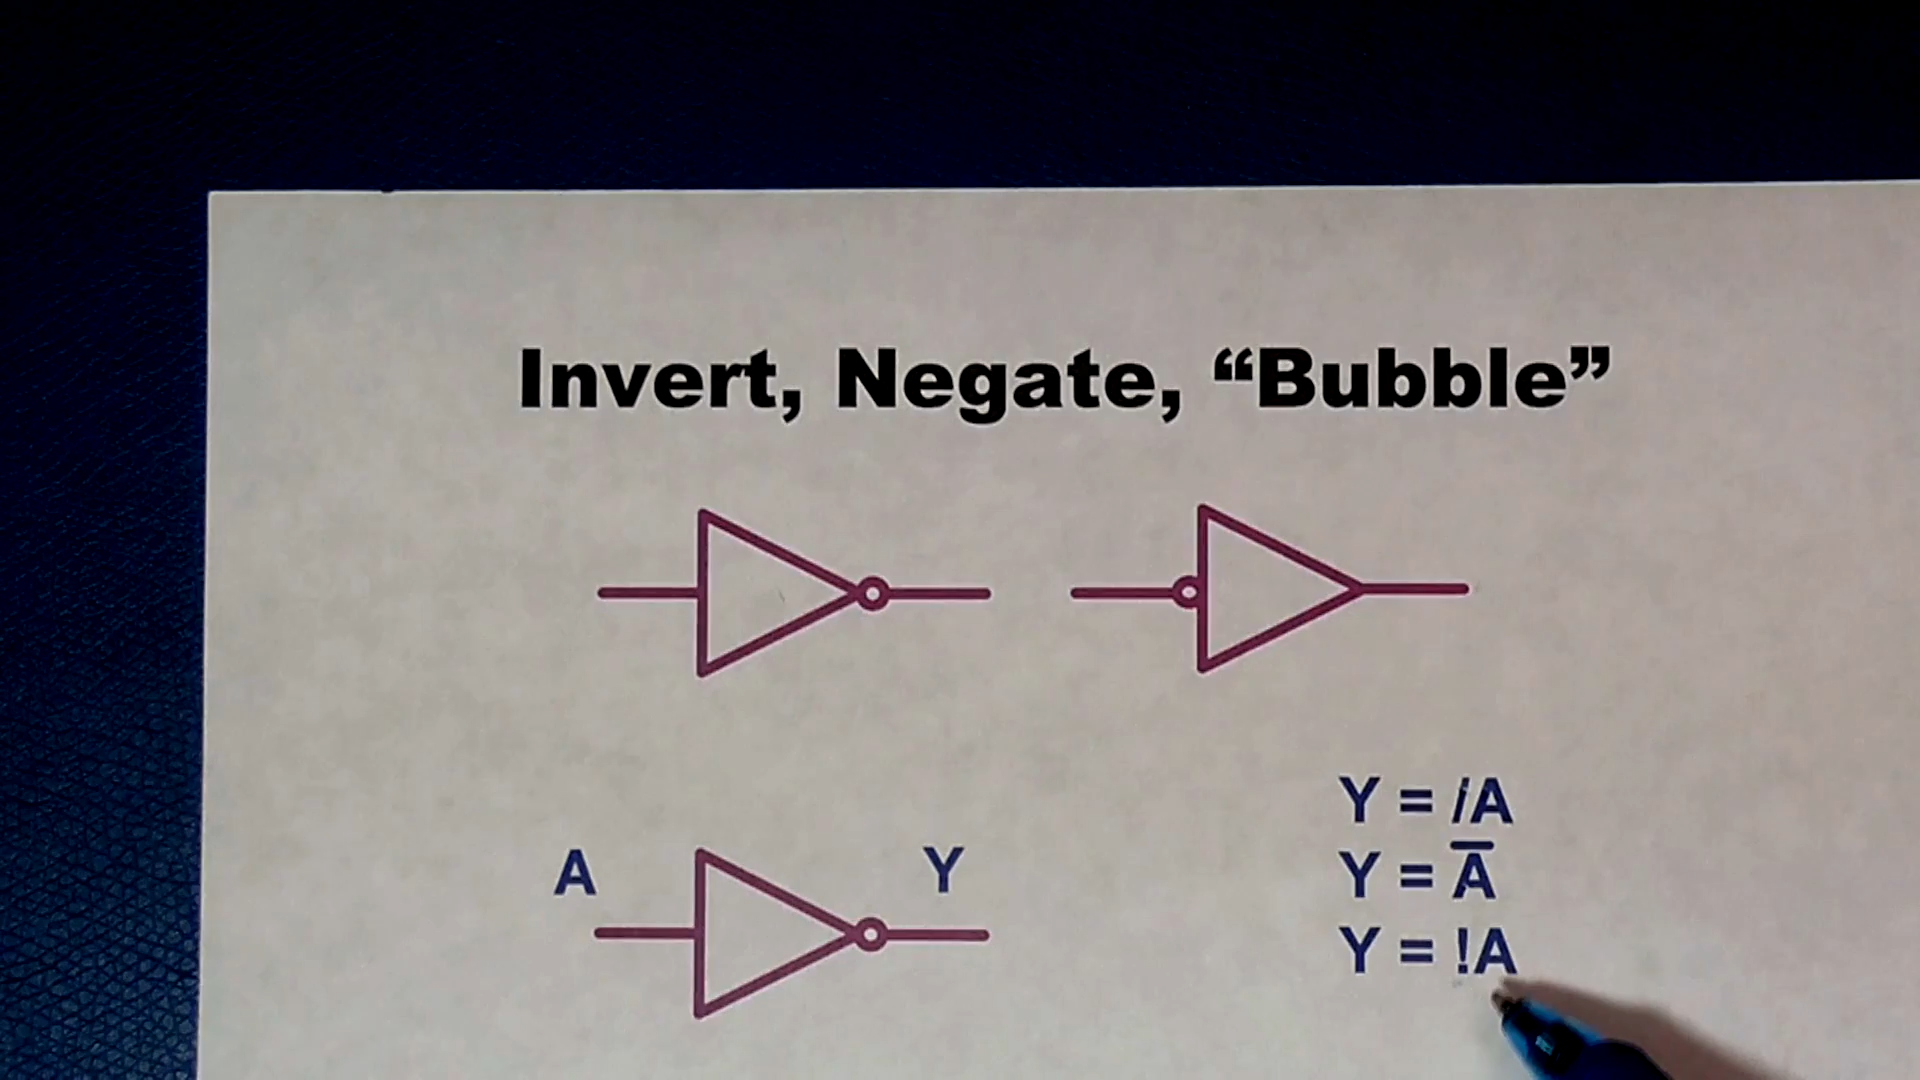 Invert, Negate, “Bubble”
A Y
Y = /A
Y = A̅
Y = !A